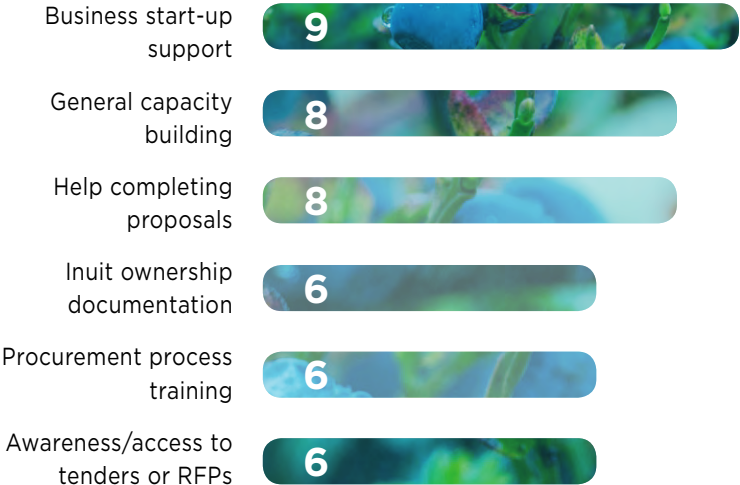 Business start-up
support
9
General capacity
building
8
Help completing
proposals
8
Inuit ownership
documentation
6
Procurement process
training
6
Awareness/access to
tenders or RFPs
6